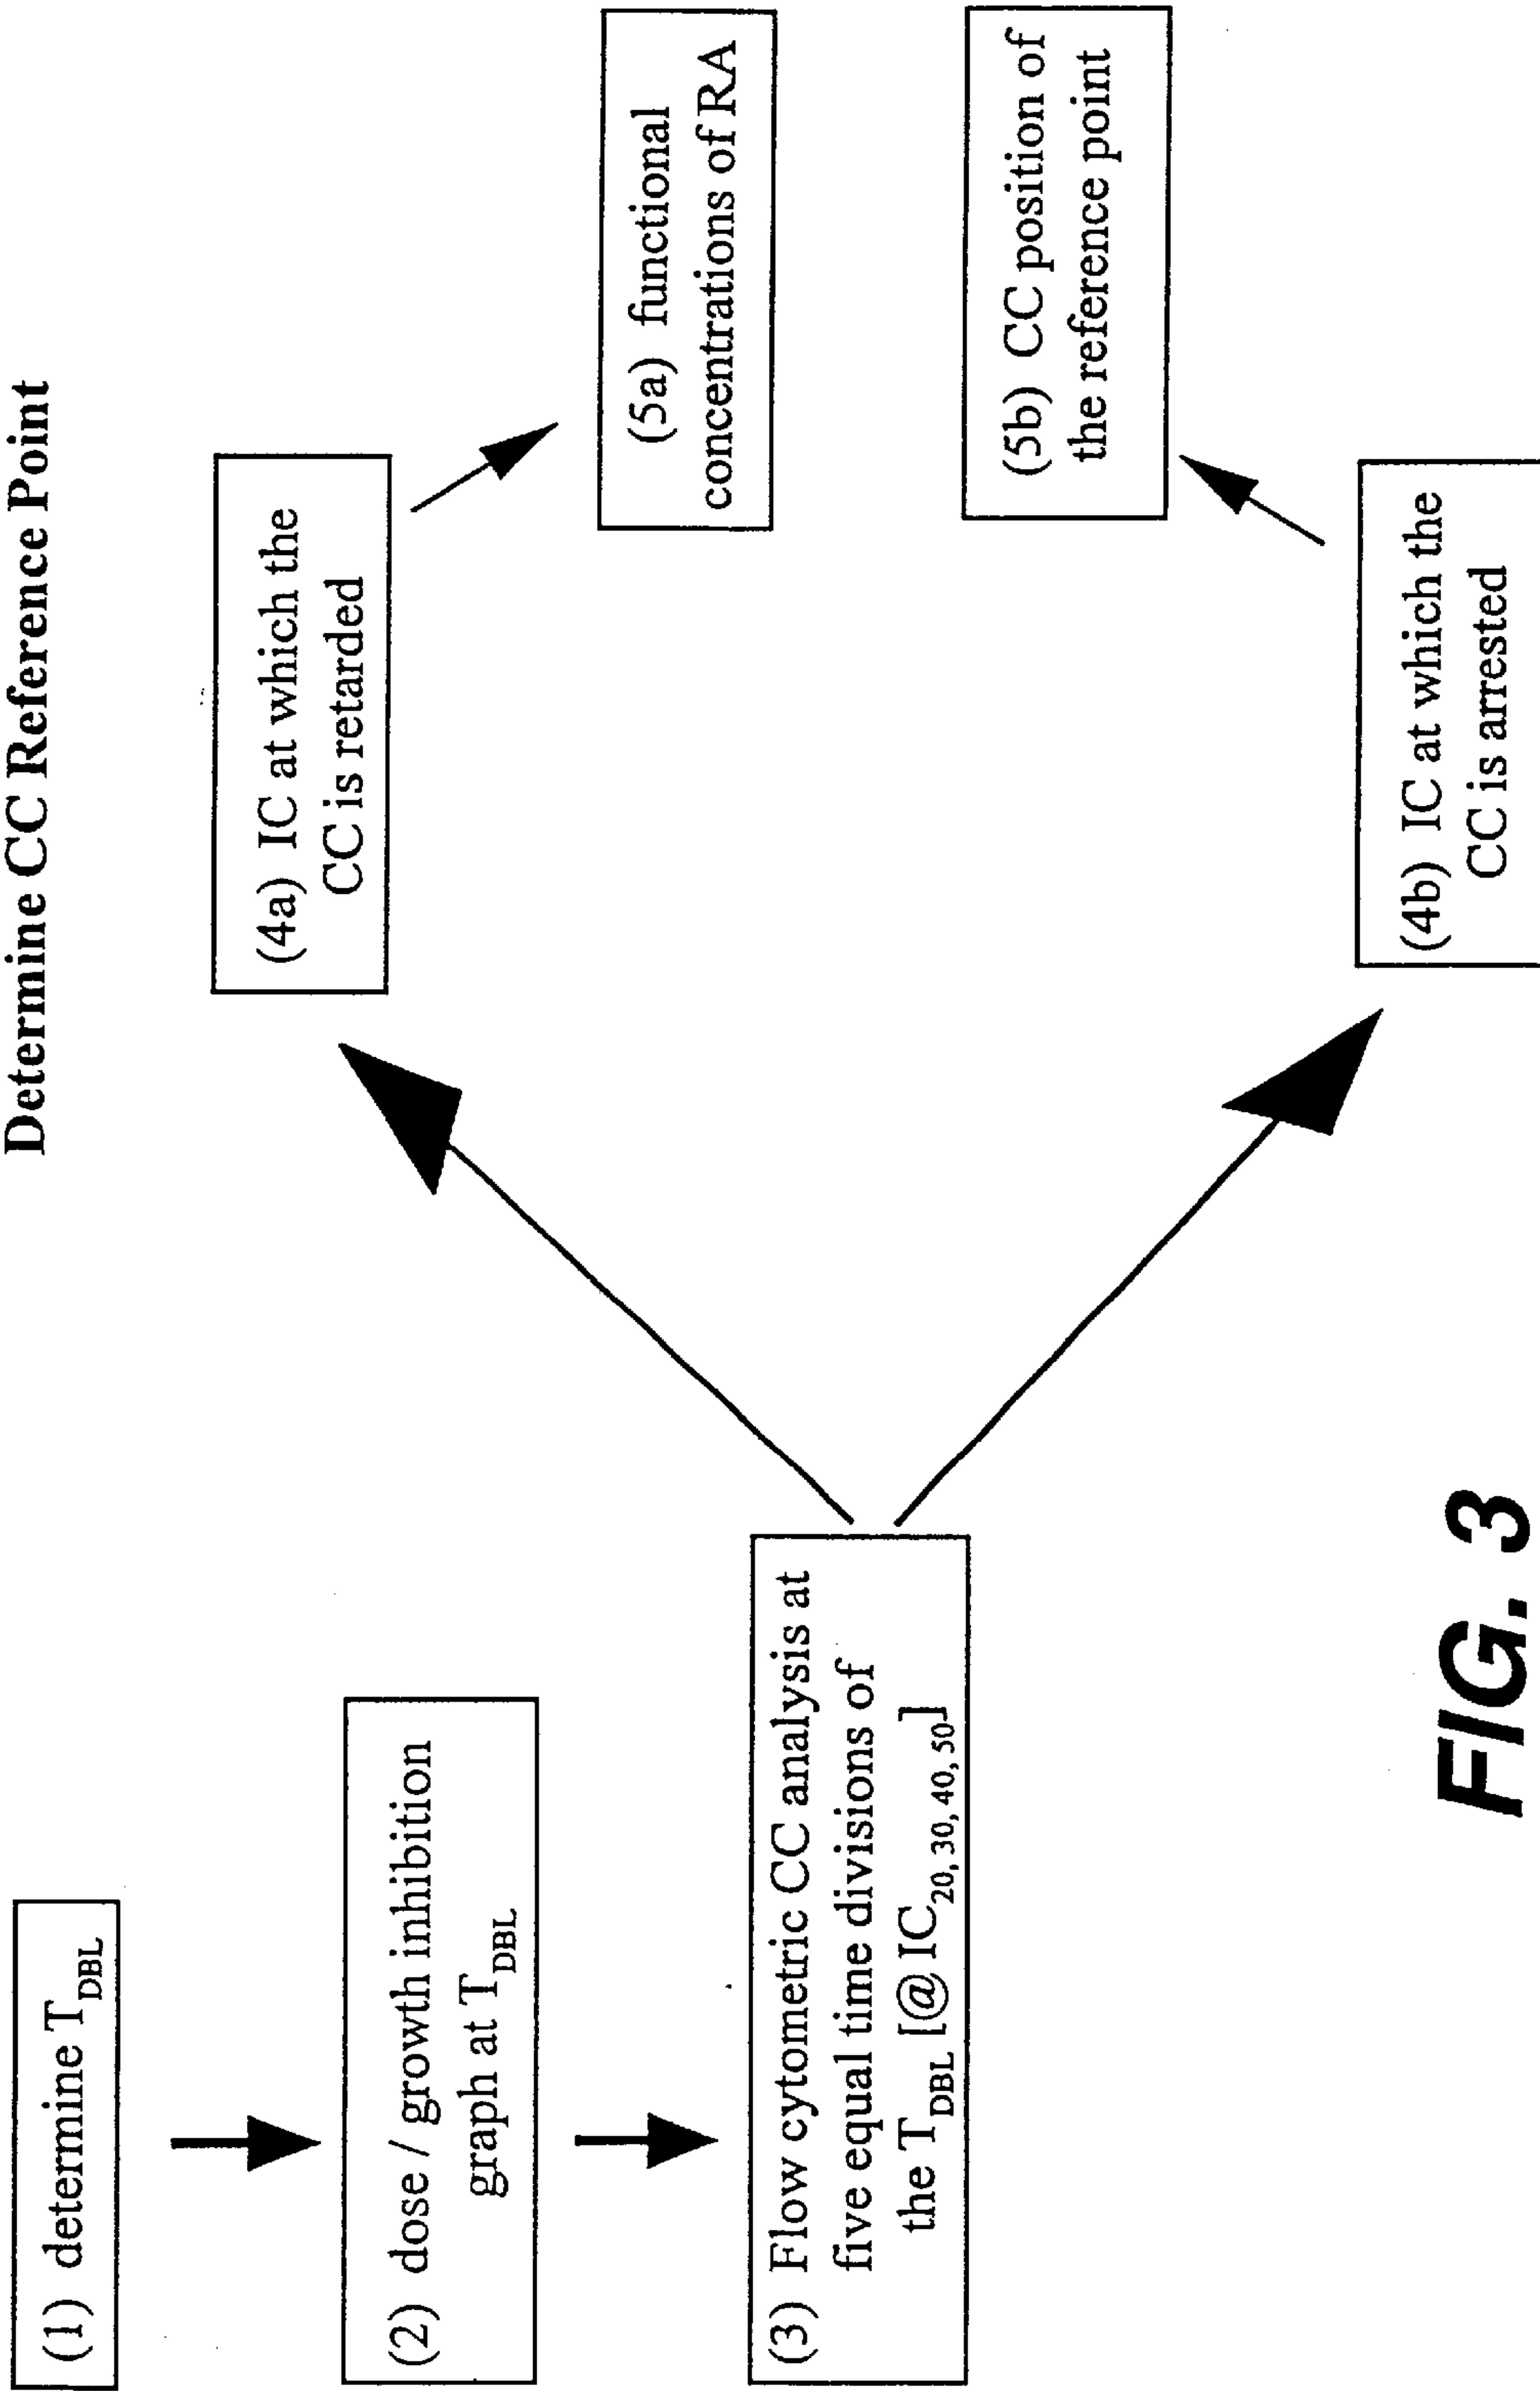 Determine CC Reference Point
(1) determine T_DBL
(2) dose / growth inhibition
graph at T_DBL
(3) Flow cytometric CC analysis at
five equal time divisions of
the T_DBL [@ IC_20, 30, 40, 50]
(4a) IC at which the
CC is retarded
(5a) functional
concentrations of RA
(5b) CC position of
the reference point
(4b) IC at which the
CC is arrested
FIG. 3